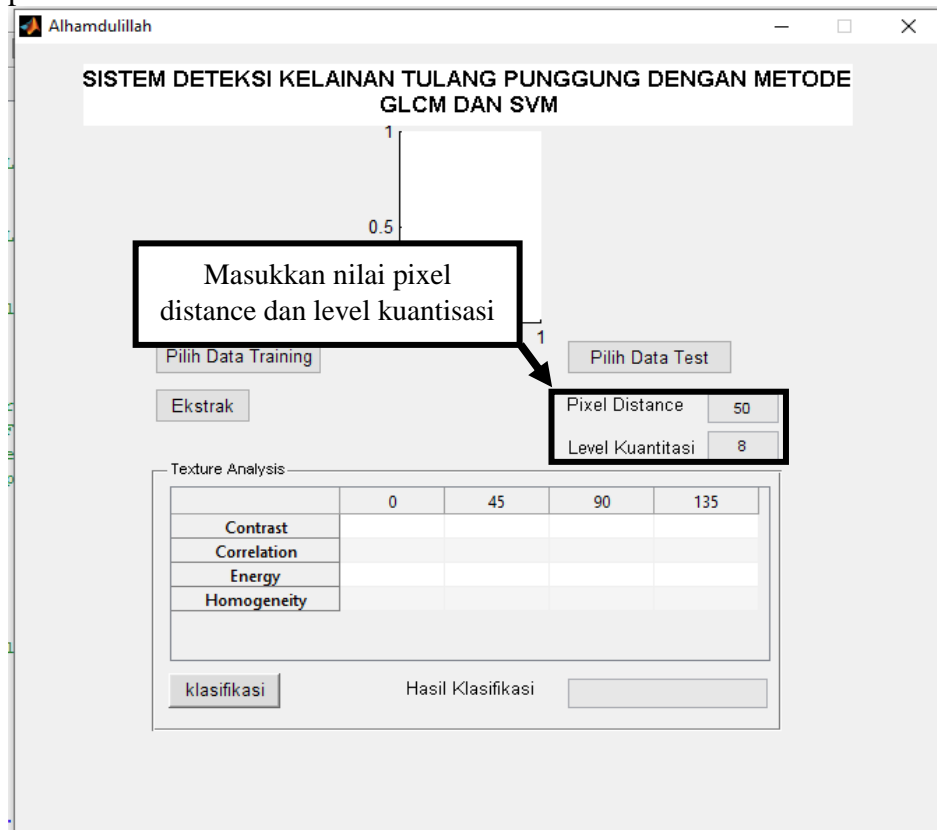 Alhamdulillah
SISTEM DETEKSI KELAINAN TULANG PUNGGUNG DENGAN METODE
GLCM DAN SVM
1
0.5
Masukkan nilai pixel
distance dan level kuantisasi
1
Pilih Data Training
Pilih Data Test
Ekstrak
Pixel Distance 50
Level Kuantitasi 8
Texture Analysis
0 45 90 135
Contrast
Correlation
Energy
Homogeneity
klasifikasi
Hasil Klasifikasi